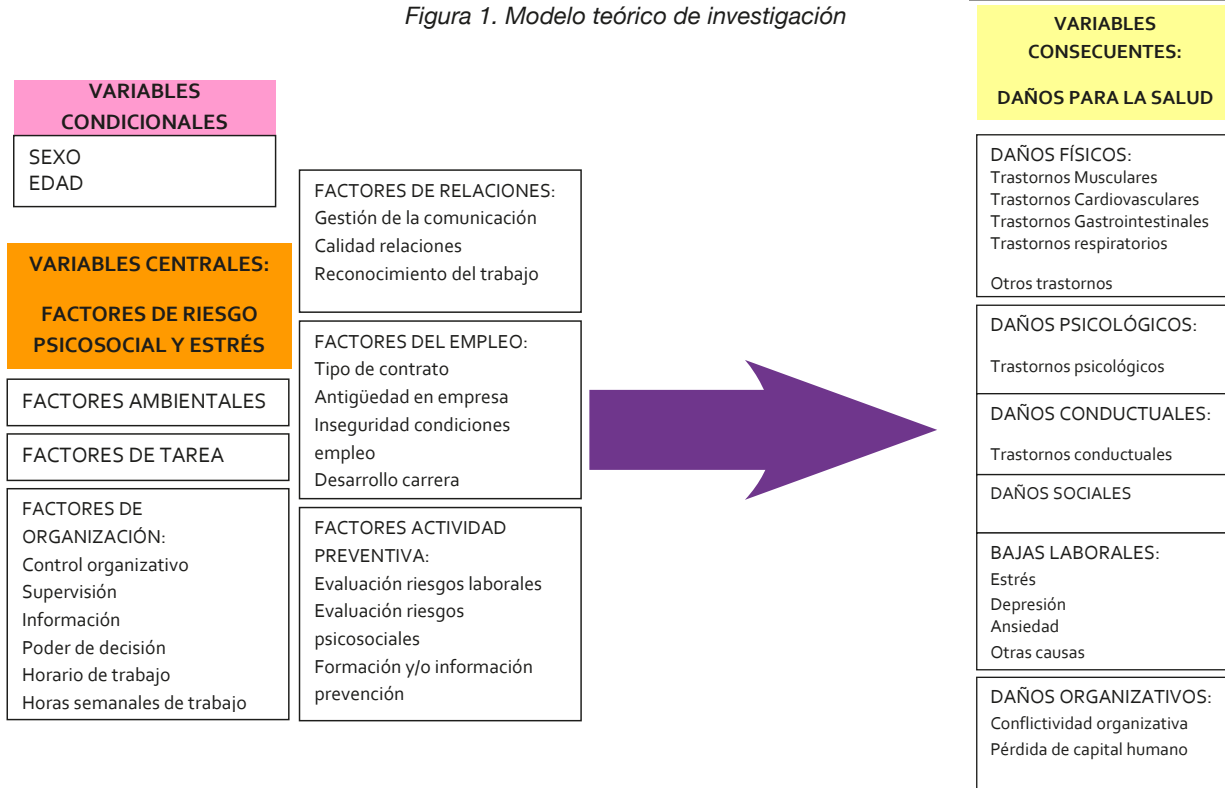 Figura 1. Modelo teórico de investigación
VARIABLES
CONDICIONALES
SEXO
EDAD
VARIABLES CENTRALES:
FACTORES DE RIESGO
PSICOSOCIAL Y ESTRÉS
FACTORES AMBIENTALES
FACTORES DE TAREA
FACTORES DE
ORGANIZACIÓN:
Control organizativo
Supervisión
Información
Poder de decisión
Horario de trabajo
Horas semanales de trabajo
FACTORES DE RELACIONES:
Gestión de la comunicación
Calidad relaciones
Reconocimiento del trabajo
FACTORES DEL EMPLEO:
Tipo de contrato
Antigüedad en empresa
Inseguridad condiciones
empleo
Desarrollo carrera
FACTORES ACTIVIDAD
PREVENTIVA:
Evaluación riesgos laborales
Evaluación riesgos
psicosociales
Formación y/o información
prevención
VARIABLES
CONSECUENTES:
DAÑOS PARA LA SALUD
DAÑOS FÍSICOS:
Trastornos Musculares
Trastornos Cardiovasculares
Trastornos Gastrointestinales
Trastornos respiratorios
Otros trastornos
DAÑOS PSICOLÓGICOS:
Trastornos psicológicos
DAÑOS CONDUCTUALES:
Trastornos conductuales
DAÑOS SOCIALES
BAJAS LABORALES:
Estrés
Depresión
Ansiedad
Otras causas
DAÑOS ORGANIZATIVOS:
Conflictividad organizativa
Pérdida de capital humano